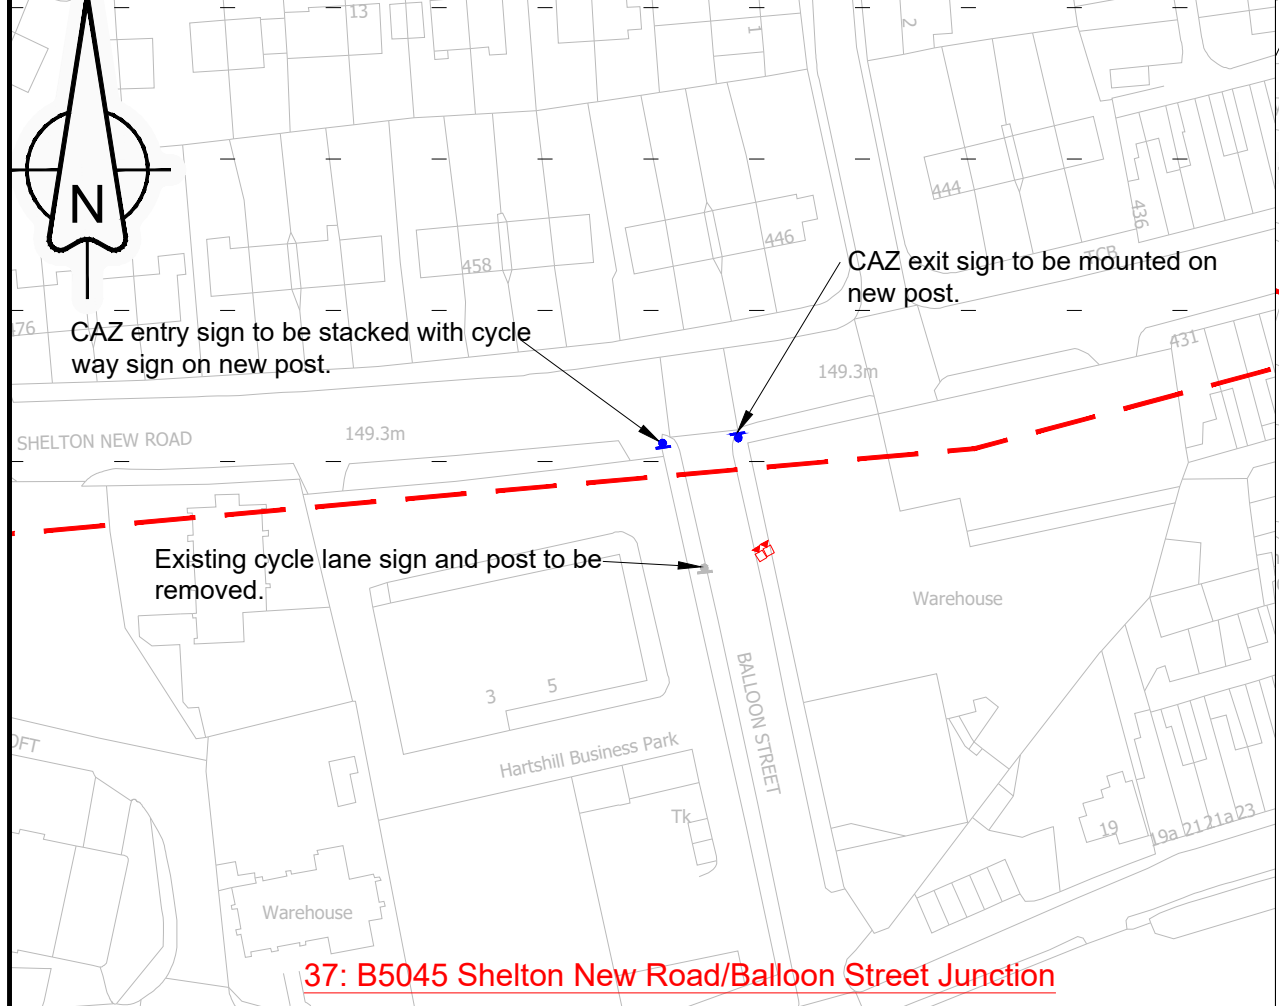 13
1
2
N
444
436
446
458
TCB
CAZ exit sign to be mounted on
new post.
476
CAZ entry sign to be stacked with cycle
way sign on new post.
431
149.3m
SHELTON NEW ROAD
149.3m
Existing cycle lane sign and post to be
removed.
Warehouse
BALLOON STREET
3
5
OFT
Hartshill Business Park
Tk
19
19a
21
21a
23
Warehouse
37: B5045 Shelton New Road/Balloon Street Junction